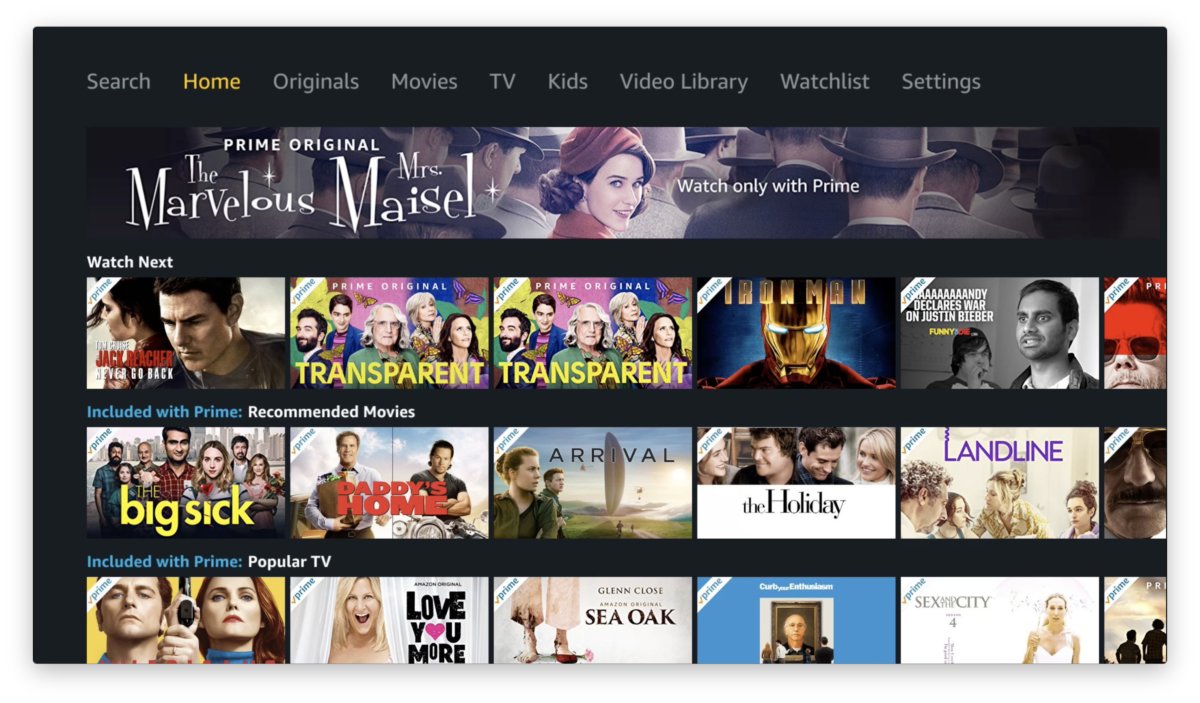 Search Home Originals Movies TV Kids Video Library Watchlist Settings
PRIME ORIGINAL
The Marvelous Mrs. Maisel
Watch only with Prime
Watch Next
prime
TOM CRUISE
JACK REACHER
NEVER GO BACK
prime
PRIME ORIGINAL
TRANSPARENT
prime
PRIME ORIGINAL
TRANSPARENT
prime
IRON MAN
prime
AAAAAAAANDY
DECLARES WAR
ON JUSTIN BIEBER
FUNNY OR DIE
prime
PR
Included with Prime: Recommended Movies
prime
THE
big sick
prime
DADDY'S
HOME
prime
ARRIVAL
prime
the Holiday
prime
LANDLINE
prime
Included with Prime: Popular TV
prime
prime
AMAZON ORIGINAL
LOVE
YOU
MORE
prime
GLENN CLOSE
AMAZON ORIGINAL
SEA OAK
prime
Curb your Enthusiasm
prime
SEX AND THE CITY
SEASON
4
prime
PRI